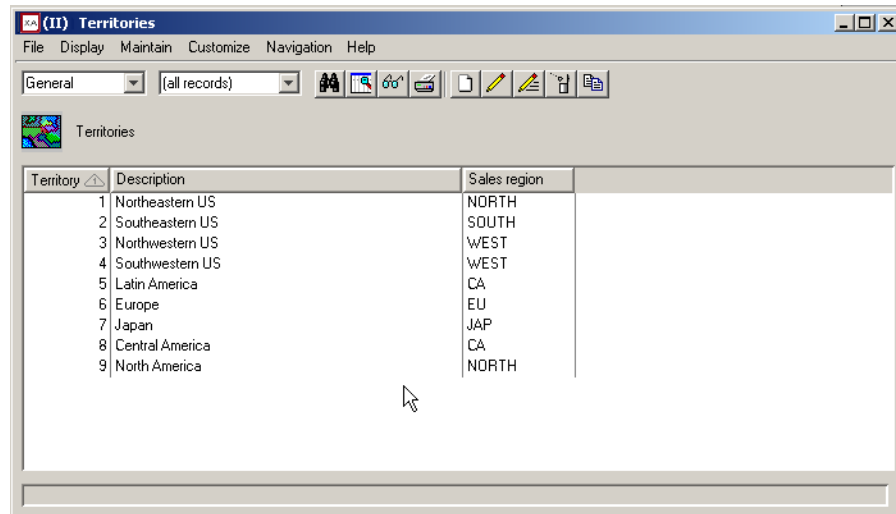 XA (II) Territories
File Display Maintain Customize Navigation Help
General (all records)
Territories
Territory 1 Description Sales region
1 Northeastern US NORTH
2 Southeastern US SOUTH
3 Northwestern US WEST
4 Southwestern US WEST
5 Latin America CA
6 Europe EU
7 Japan JAP
8 Central America CA
9 North America NORTH